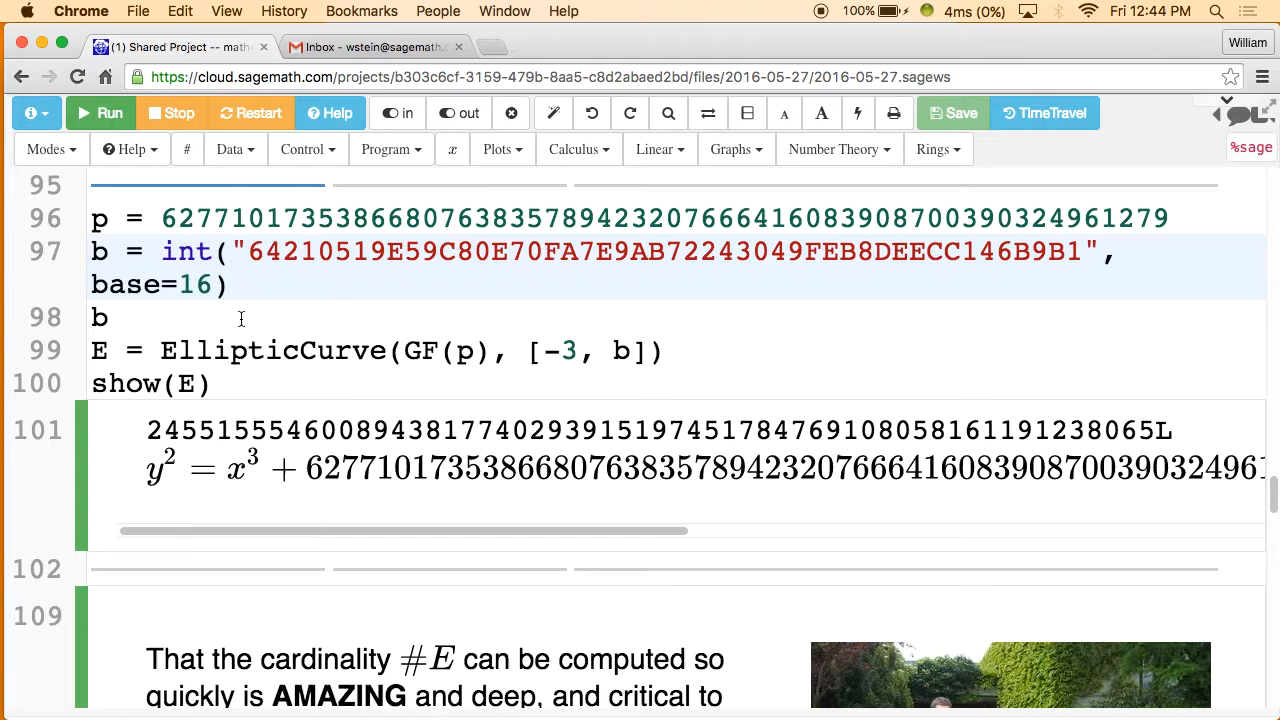 Chrome File Edit View History Bookmarks People Window Help 100% 4ms (0%) Fri 12:44 PM
(1) Shared Project -- math Inbox - wstein@sagemath. William
https://cloud.sagemath.com/projects/b303c6cf-3159-479b-8aa5-c8d2abaed2bd/files/2016-05-27/2016-05-27.sagews
Run Stop Restart Help in out A A Save TimeTravel
Modes Help # Data Control Program x Plots Calculus Linear Graphs Number Theory Rings %sage
95
96 p = 6277101735386680763835789423207666416083908700390324961279
97 b = int("64210519E59C80E70FA7E9AB72243049FEB8DEECC146B9B1",
base=16)
98 b
99 E = EllipticCurve(GF(p), [-3, b])
100 show(E)
101 2455155546008943817740293915197451784769108058161191238065L
y² = x³ + 6277101735386680763835789423207666416083908700390324961
102
109
That the cardinality #E can be computed so
quickly is AMAZING and deep, and critical to